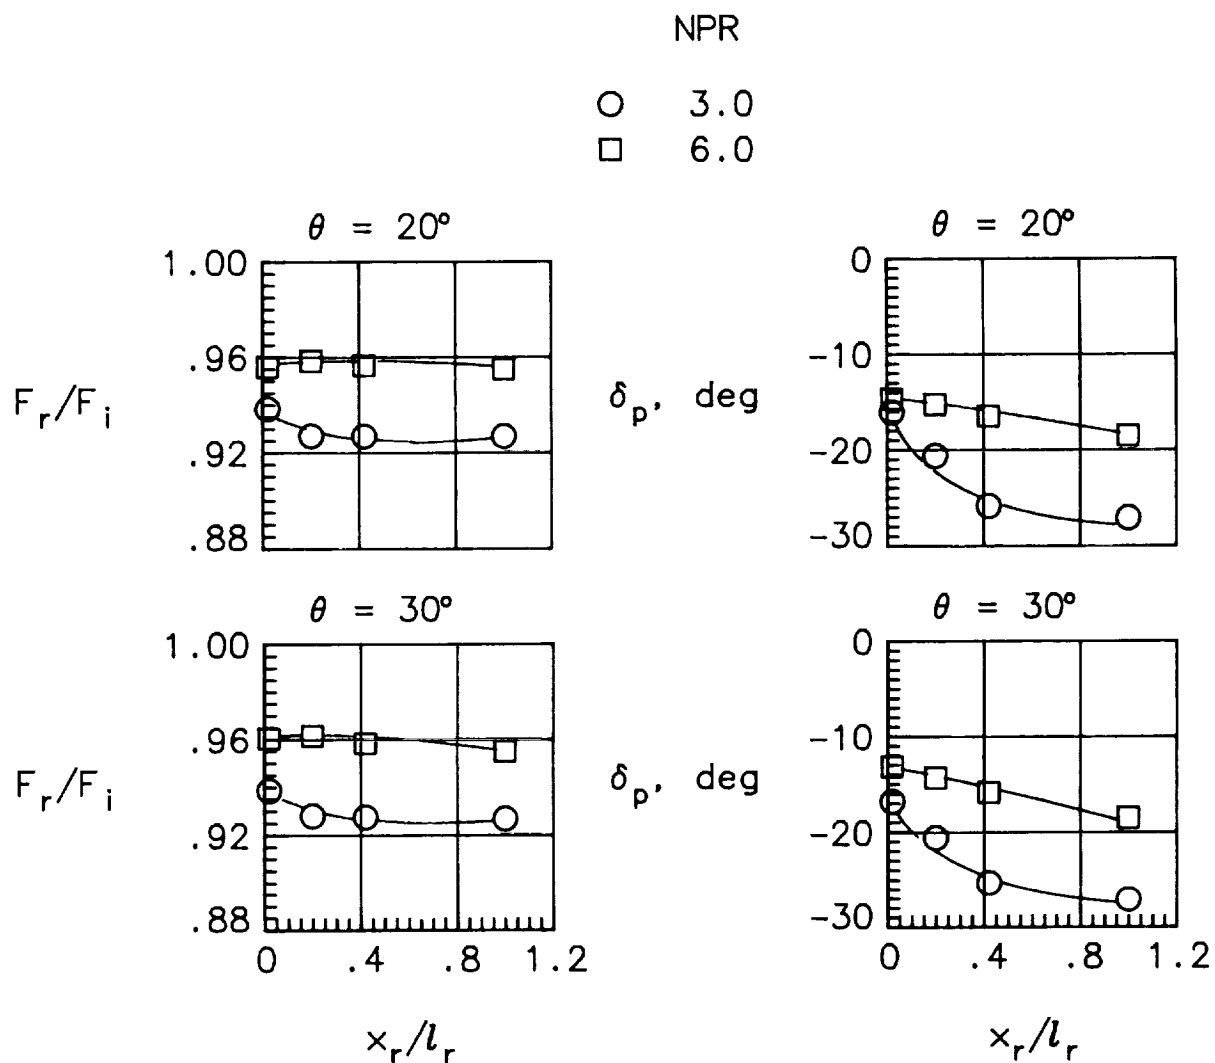 NPR
3.0
6.0
θ = 20°
1.00
.96
.92
.88
F_r/F_i
θ = 20°
0
-10
-20
-30
δ_p, deg
θ = 30°
1.00
.96
.92
.88
F_r/F_i
0 .4 .8 1.2
x_r/l_r
θ = 30°
0
-10
-20
-30
δ_p, deg
0 .4 .8 1.2
x_r/l_r